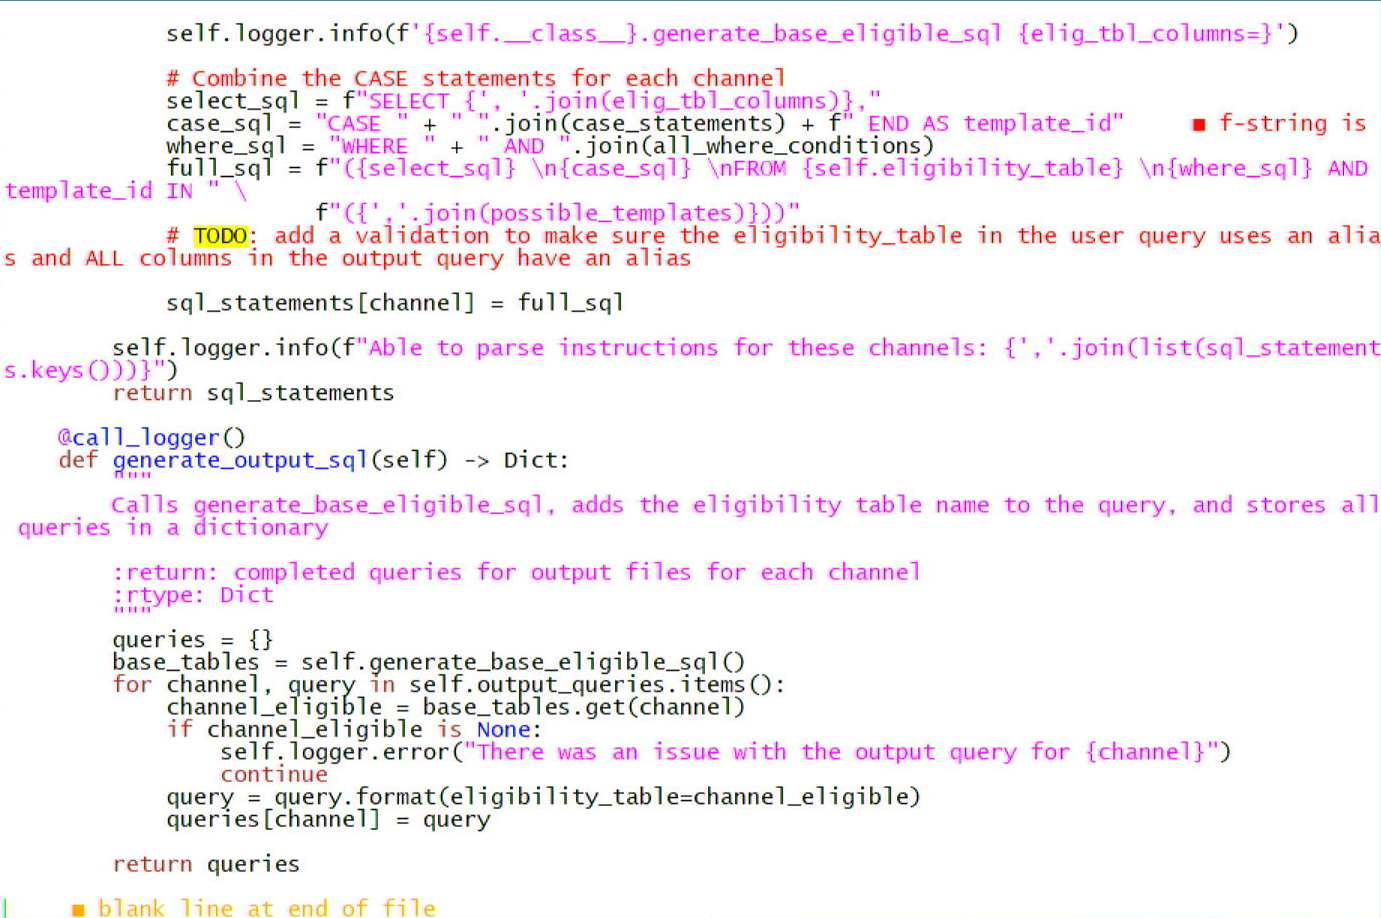 self.logger.info(f'{self.__class__}.generate_base_eligible_sql {elig_tbl_columns=}')
# Combine the CASE statements for each channel
select_sql = f"SELECT {', '.join(elig_tbl_columns)},"
case_sql = "CASE " + " ".join(case_statements) + f" END AS template_id"     ■ f-string is
where_sql = "WHERE " + " AND ".join(all_where_conditions)
full_sql = f"({select_sql} \n{case_sql} \nFROM {self.eligibility_table} \n{where_sql} AND
template_id IN " \
f"({','.join(possible_templates)}))"
# TODO: add a validation to make sure the eligibility_table in the user query uses an alia
s and ALL columns in the output query have an alias
sql_statements[channel] = full_sql
self.logger.info(f"Able to parse instructions for these channels: {','.join(list(sql_statement
s.keys()))}")
return sql_statements
@call_logger()
def generate_output_sql(self) -> Dict:
"""
Calls generate_base_eligible_sql, adds the eligibility table name to the query, and stores all
queries in a dictionary
:return: completed queries for output files for each channel
:rtype: Dict
"""
queries = {}
base_tables = self.generate_base_eligible_sql()
for channel, query in self.output_queries.items():
channel_eligible = base_tables.get(channel)
if channel_eligible is None:
self.logger.error("There was an issue with the output query for {channel}")
continue
query = query.format(eligibility_table=channel_eligible)
queries[channel] = query
return queries
■ blank line at end of file